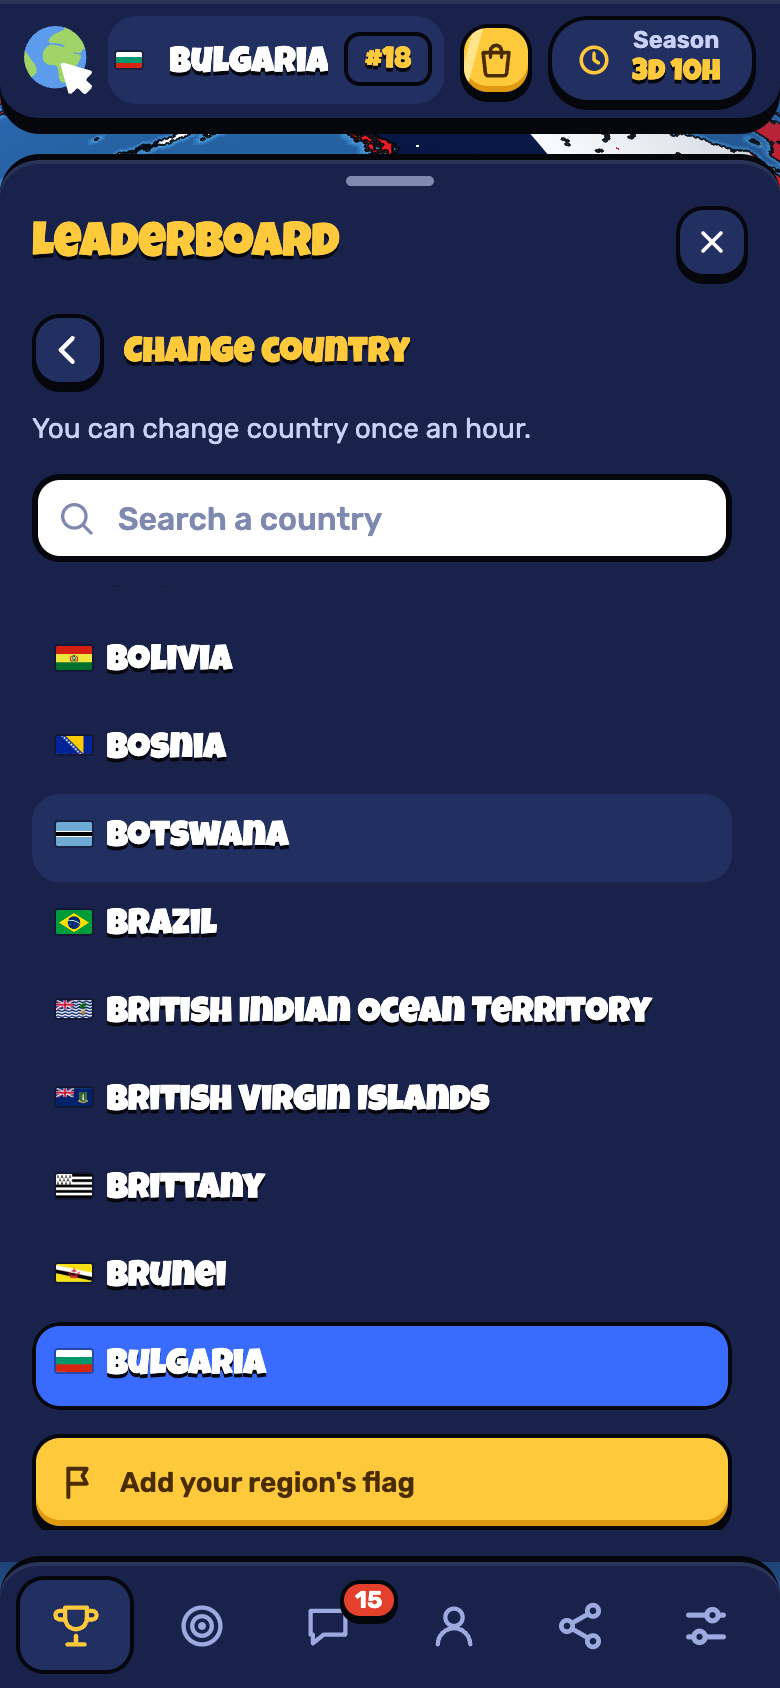 BULGARIA #18
Season
3D 10H
LEADERBOARD
CHANGE COUNTRY
You can change country once an hour.
Search a country
BOLIVIA
BOSNIA
BOTSWANA
BRAZIL
BRITISH INDIAN OCEAN TERRITORY
BRITISH VIRGIN ISLANDS
BRITTANY
BRUNEI
BULGARIA
Add your region's flag
15